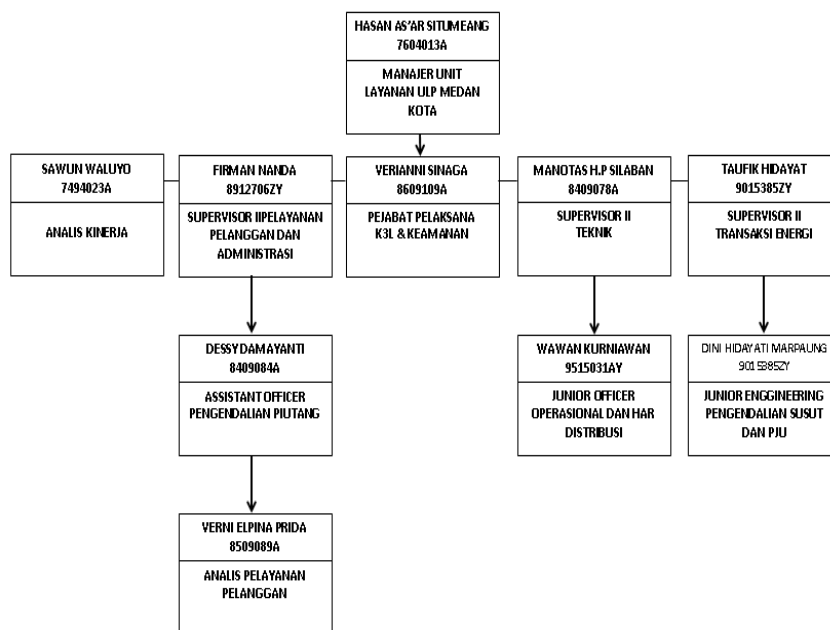 HASAN AS'AR SITUMEANG
7604013A
MANAJER UNIT
LAYANAN ULP MEDAN
KOTA
SAWUN WALUYO
7494023A
ANALIS KINERJA
FIRMAN NANDA
8912706ZY
SUPERVISOR IIPELAYANAN
PELANGGAN DAN
ADMINISTRASI
VERIANNI SINAGA
8609109A
PEJABAT PELAKSANA
K3L & KEAMANAN
MANOTAS H.P SILABAN
8409078A
SUPERVISOR II
TEKNIK
TAUFIK HIDAYAT
9015385ZY
SUPERVISOR II
TRANSAKSI ENERGI
DESSY DAMAYANTI
8409084A
ASSISTANT OFFICER
PENGENDALIAN PIUTANG
WAWAN KURNIAWAN
9515031AY
JUNIOR OFFICER
OPERASIONAL DAN HAR
DISTRIBUSI
DINI HIDAYATI MARPAUNG
9015385ZY
JUNIOR ENGGINEERING
PENGENDALIAN SUSUT
DAN PJU
VERNI ELPINA PRIDA
8509089A
ANALIS PELAYANAN
PELANGGAN